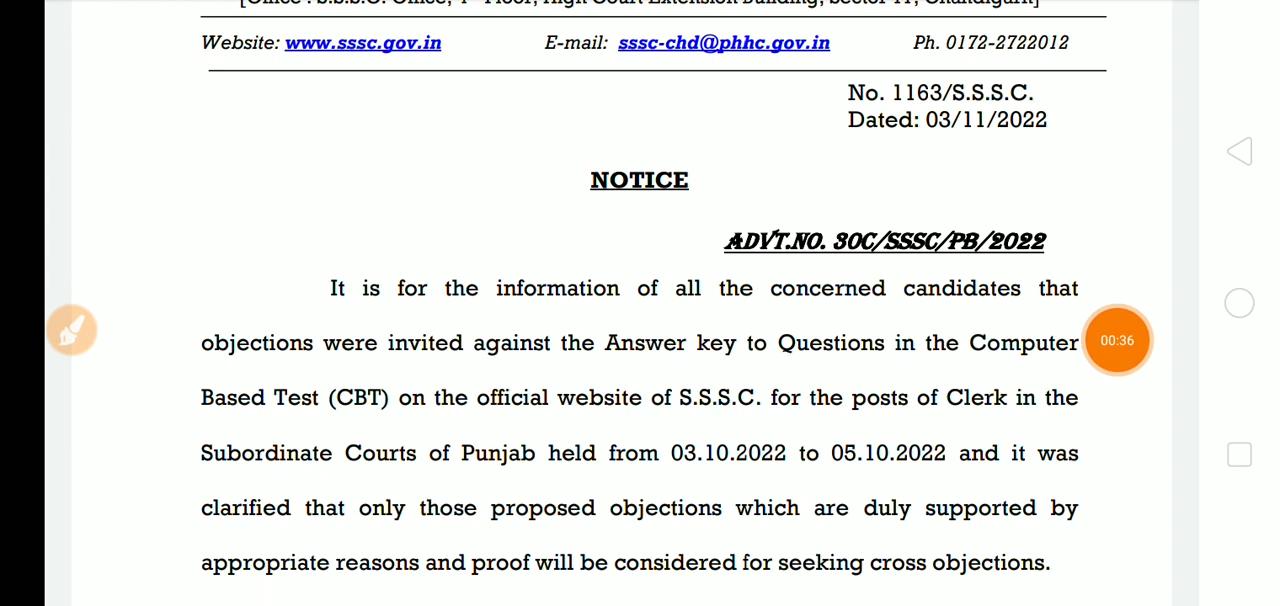 Website: www.sssc.gov.in E-mail: sssc-chd@phhc.gov.in Ph. 0172-2722012
No. 1163/S.S.S.C.
Dated: 03/11/2022
NOTICE
ADVT.NO. 30C/SSSC/PB/2022
It is for the information of all the concerned candidates that
objections were invited against the Answer key to Questions in the Computer
00:36
Based Test (CBT) on the official website of S.S.S.C. for the posts of Clerk in the
Subordinate Courts of Punjab held from 03.10.2022 to 05.10.2022 and it was
clarified that only those proposed objections which are duly supported by
appropriate reasons and proof will be considered for seeking cross objections.